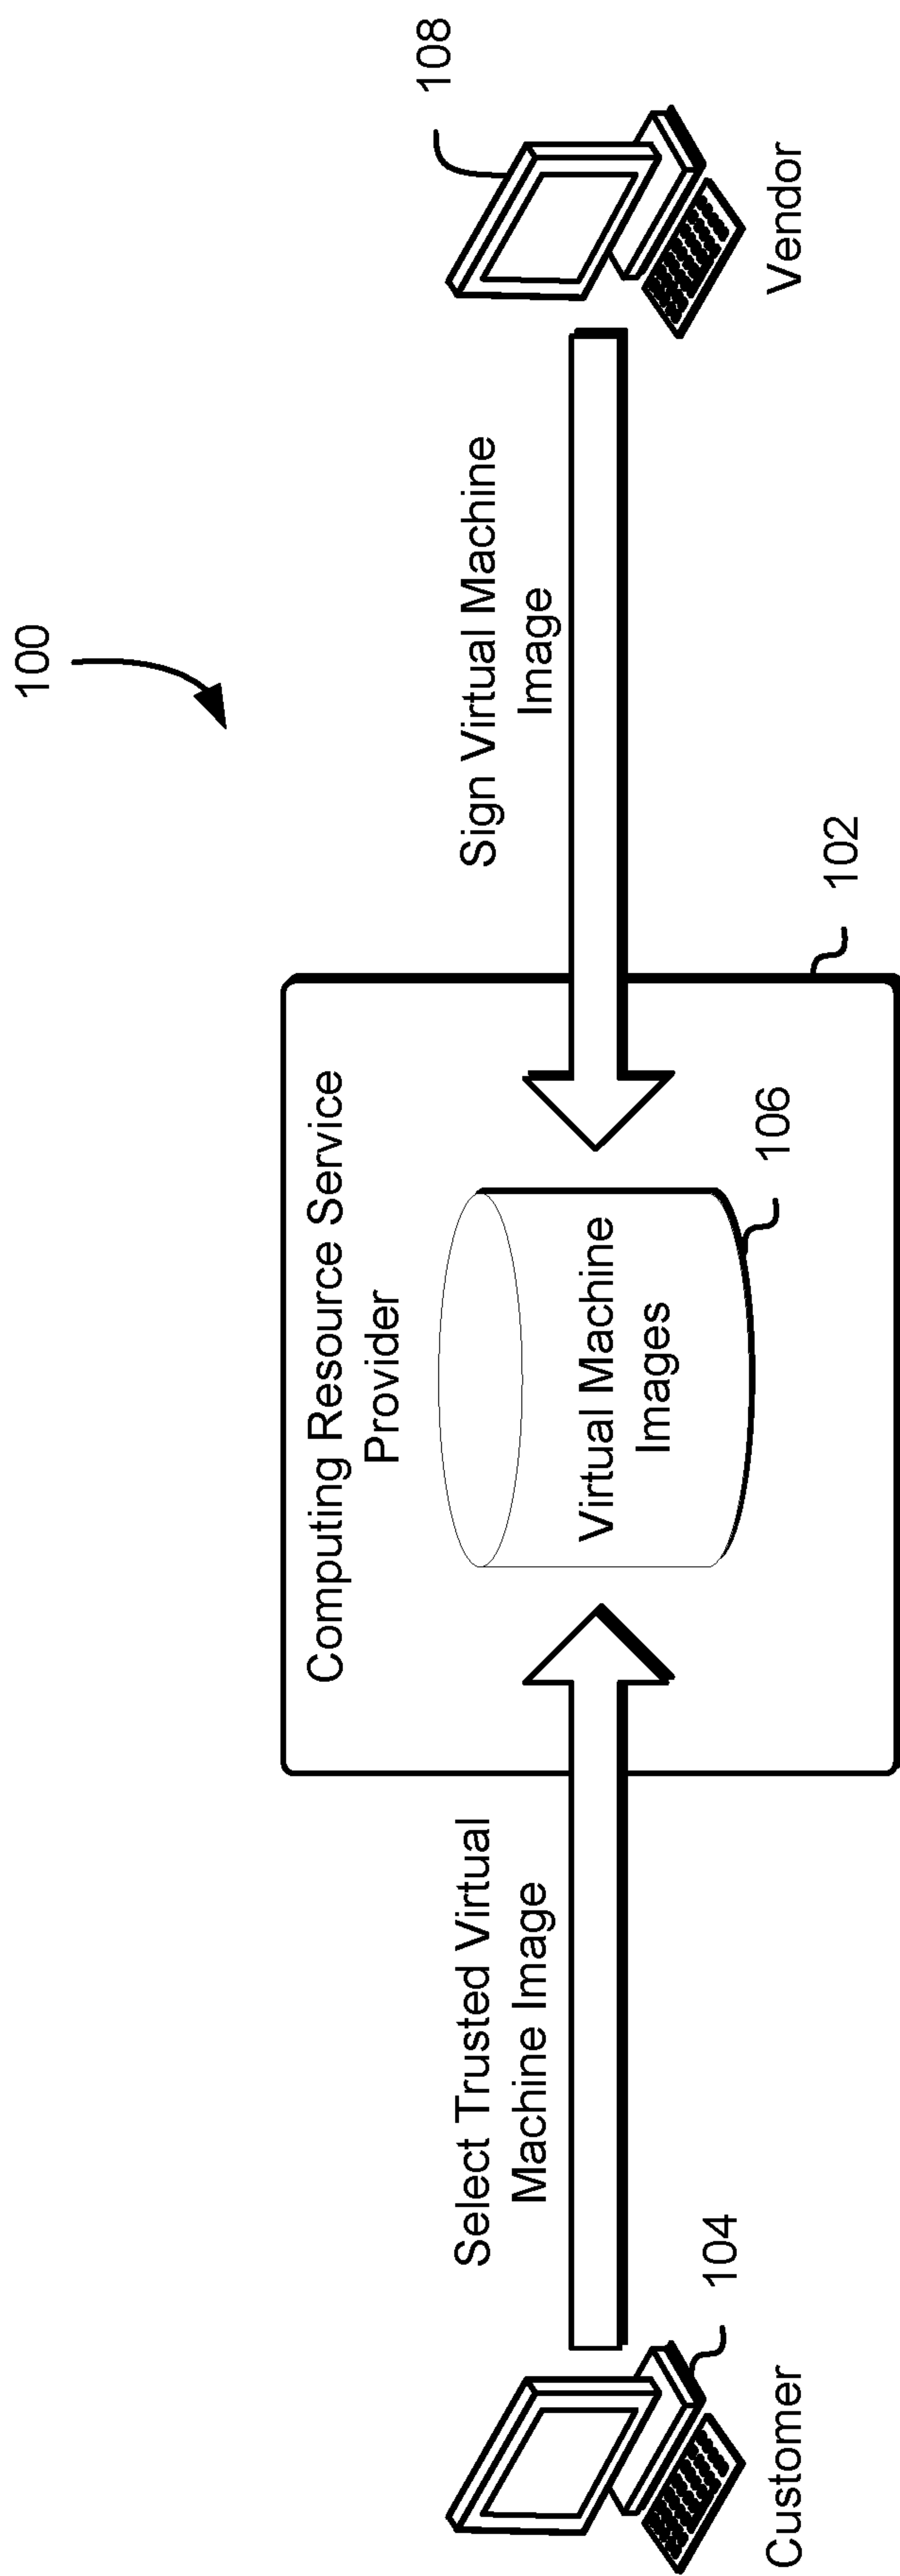 100
Computing Resource Service
Provider
Select Trusted Virtual
Machine Image
Sign Virtual Machine
Image
108
Virtual Machine
Images
104
106
102
Customer
Vendor